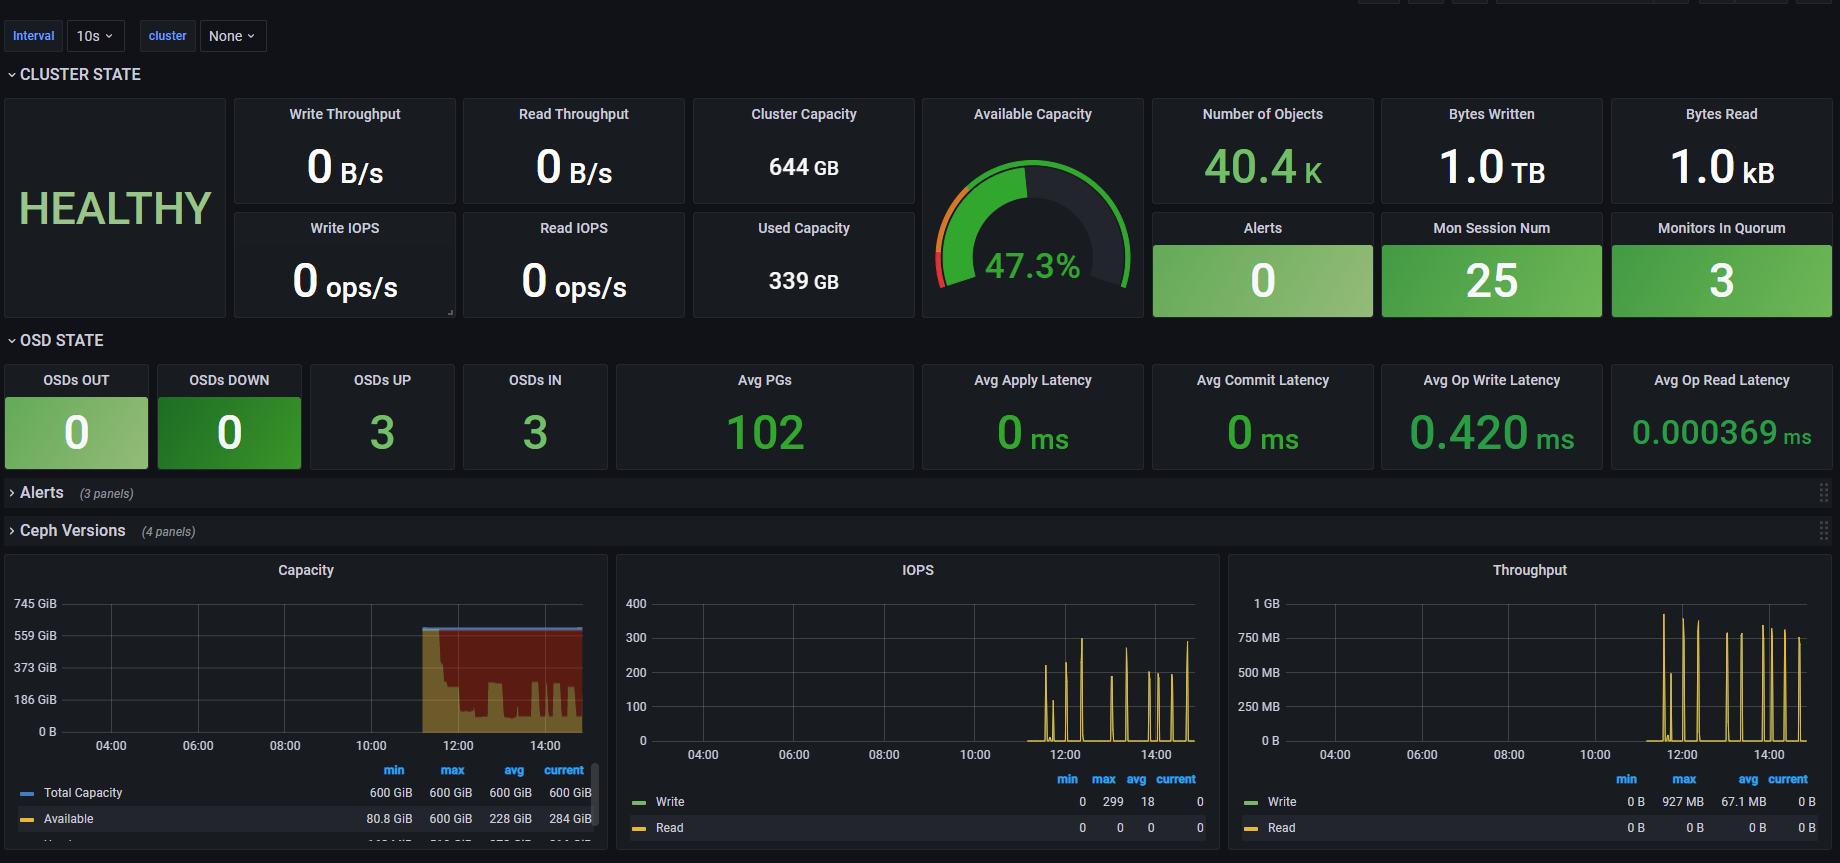 Interval 10s cluster None
CLUSTER STATE
HEALTHY
Write Throughput
0 B/s
Read Throughput
0 B/s
Cluster Capacity
644 GB
Available Capacity
47.3%
Number of Objects
40.4 K
Bytes Written
1.0 TB
Bytes Read
1.0 kB
Write IOPS
0 ops/s
Read IOPS
0 ops/s
Used Capacity
339 GB
Alerts
0
Mon Session Num
25
Monitors In Quorum
3
OSD STATE
OSDs OUT
0
OSDs DOWN
0
OSDs UP
3
OSDs IN
3
Avg PGs
102
Avg Apply Latency
0 ms
Avg Commit Latency
0 ms
Avg Op Write Latency
0.420 ms
Avg Op Read Latency
0.000369 ms
Alerts (3 panels)
Ceph Versions (4 panels)
Capacity
745 GiB
559 GiB
373 GiB
186 GiB
0 B
04:00 06:00 08:00 10:00 12:00 14:00
min max avg current
Total Capacity 600 GiB 600 GiB 600 GiB 600 GiB
Available 80.8 GiB 600 GiB 228 GiB 284 GiB
IOPS
400
300
200
100
0
04:00 06:00 08:00 10:00 12:00 14:00
min max avg current
Write 0 299 18 0
Read 0 0 0 0
Throughput
1 GB
750 MB
500 MB
250 MB
0 B
04:00 06:00 08:00 10:00 12:00 14:00
min max avg current
Write 0 B 927 MB 67.1 MB 0 B
Read 0 B 0 B 0 B 0 B